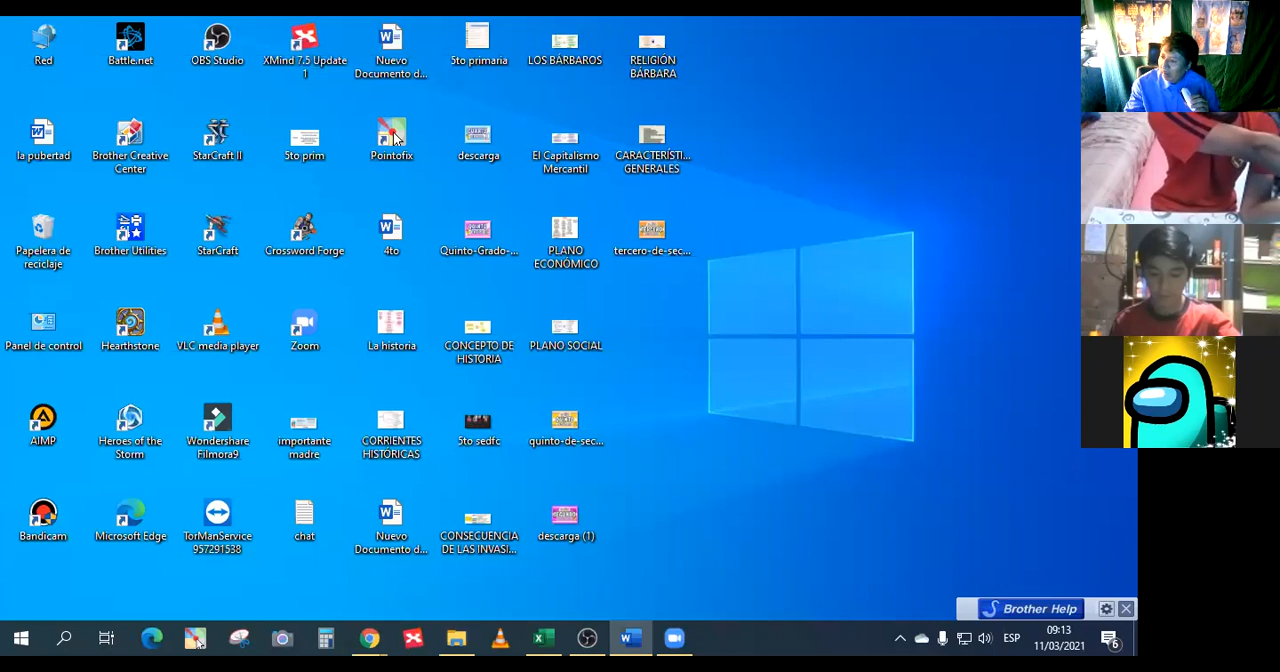 Red
Battle.net
OBS Studio
XMind 7.5 Update
1
Nuevo
Documento d...
5to primaria
LOS BÁRBAROS
RELIGIÓN
BÁRBARA
la pubertad
Brother Creative
Center
StarCraft II
5to prim
Pointofix
descarga
El Capitalismo
Mercantil
CARACTERÍSTI...
GENERALES
Papelera de
reciclaje
Brother Utilities
StarCraft
Crossword Forge
4to
Quinto-Grado-...
PLANO
ECONÓMICO
tercero-de-sec...
Panel de control
Hearthstone
VLC media player
Zoom
La historia
CONCEPTO DE
HISTORIA
PLANO SOCIAL
AIMP
Heroes of the
Storm
Wondershare
Filmora9
importante
madre
CORRIENTES
HISTÓRICAS
5to sedfc
quinto-de-sec...
Bandicam
Microsoft Edge
TorManService
957291538
chat
Nuevo
Documento d...
CONSECUENCIA
DE LAS INVASI...
descarga (1)
Brother Help
ESP
09:13
11/03/2021
6